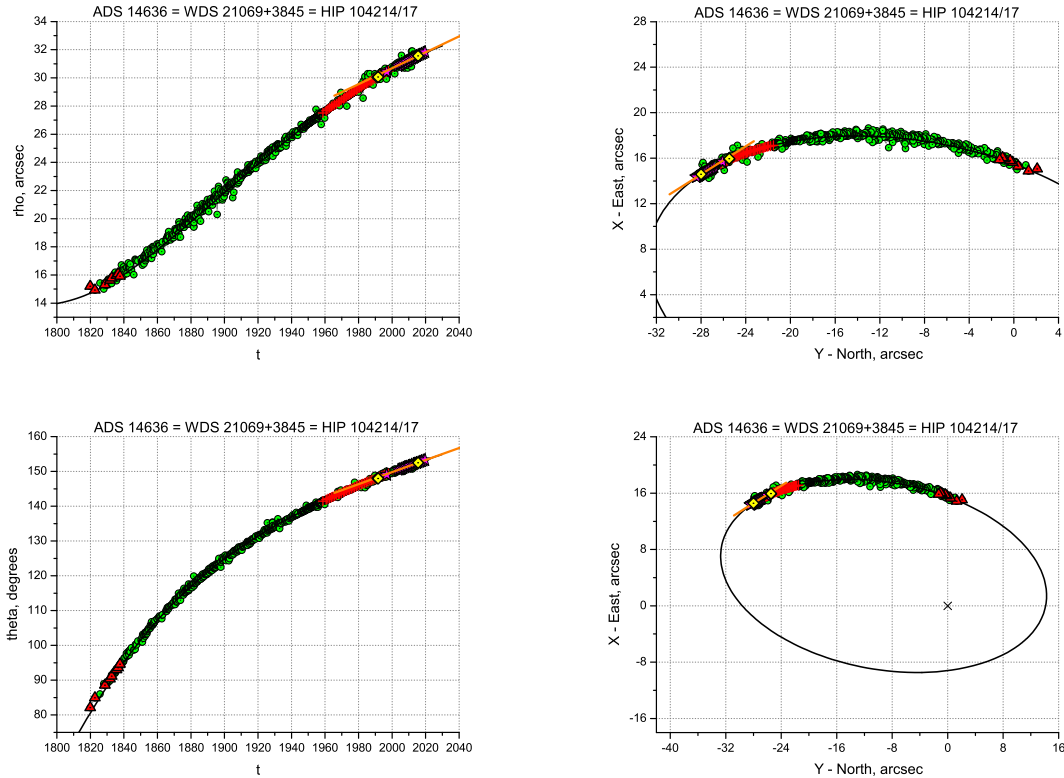 ADS 14636 = WDS 21069+3845 = HIP 104214/17
rho, arcsec
34
32
30
28
26
24
22
20
18
16
14
1800 1820 1840 1860 1880 1900 1920 1940 1960 1980 2000 2020 2040
t
ADS 14636 = WDS 21069+3845 = HIP 104214/17
X - East, arcsec
28
24
20
16
12
8
4
-32 -28 -24 -20 -16 -12 -8 -4 0 4
Y - North, arcsec
ADS 14636 = WDS 21069+3845 = HIP 104214/17
theta, degrees
160
150
140
130
120
110
100
90
80
1800 1820 1840 1860 1880 1900 1920 1940 1960 1980 2000 2020 2040
t
ADS 14636 = WDS 21069+3845 = HIP 104214/17
X - East, arcsec
24
16
8
0
-8
-16
-40 -32 -24 -16 -8 0 8 16
Y - North, arcsec